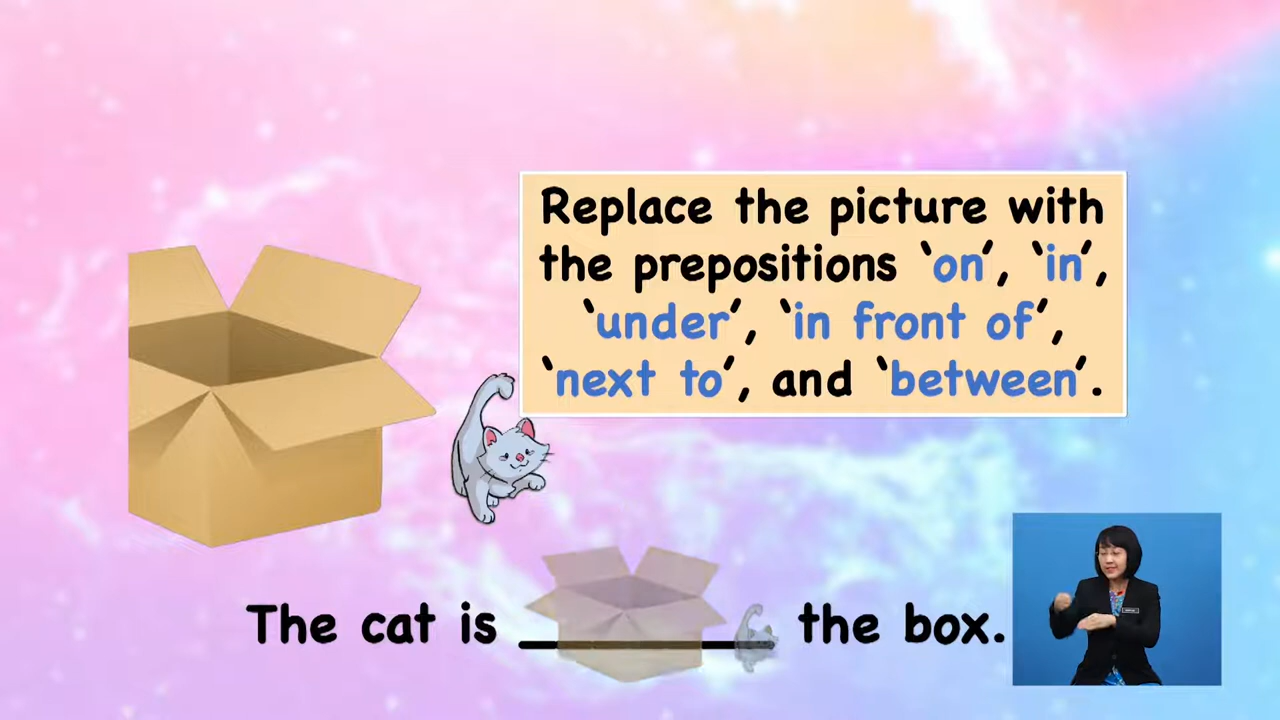 Replace the picture with
the prepositions ‘on’, ‘in’,
‘under’, ‘in front of’,
‘next to’, and ‘between’.
The cat is __________ the box.